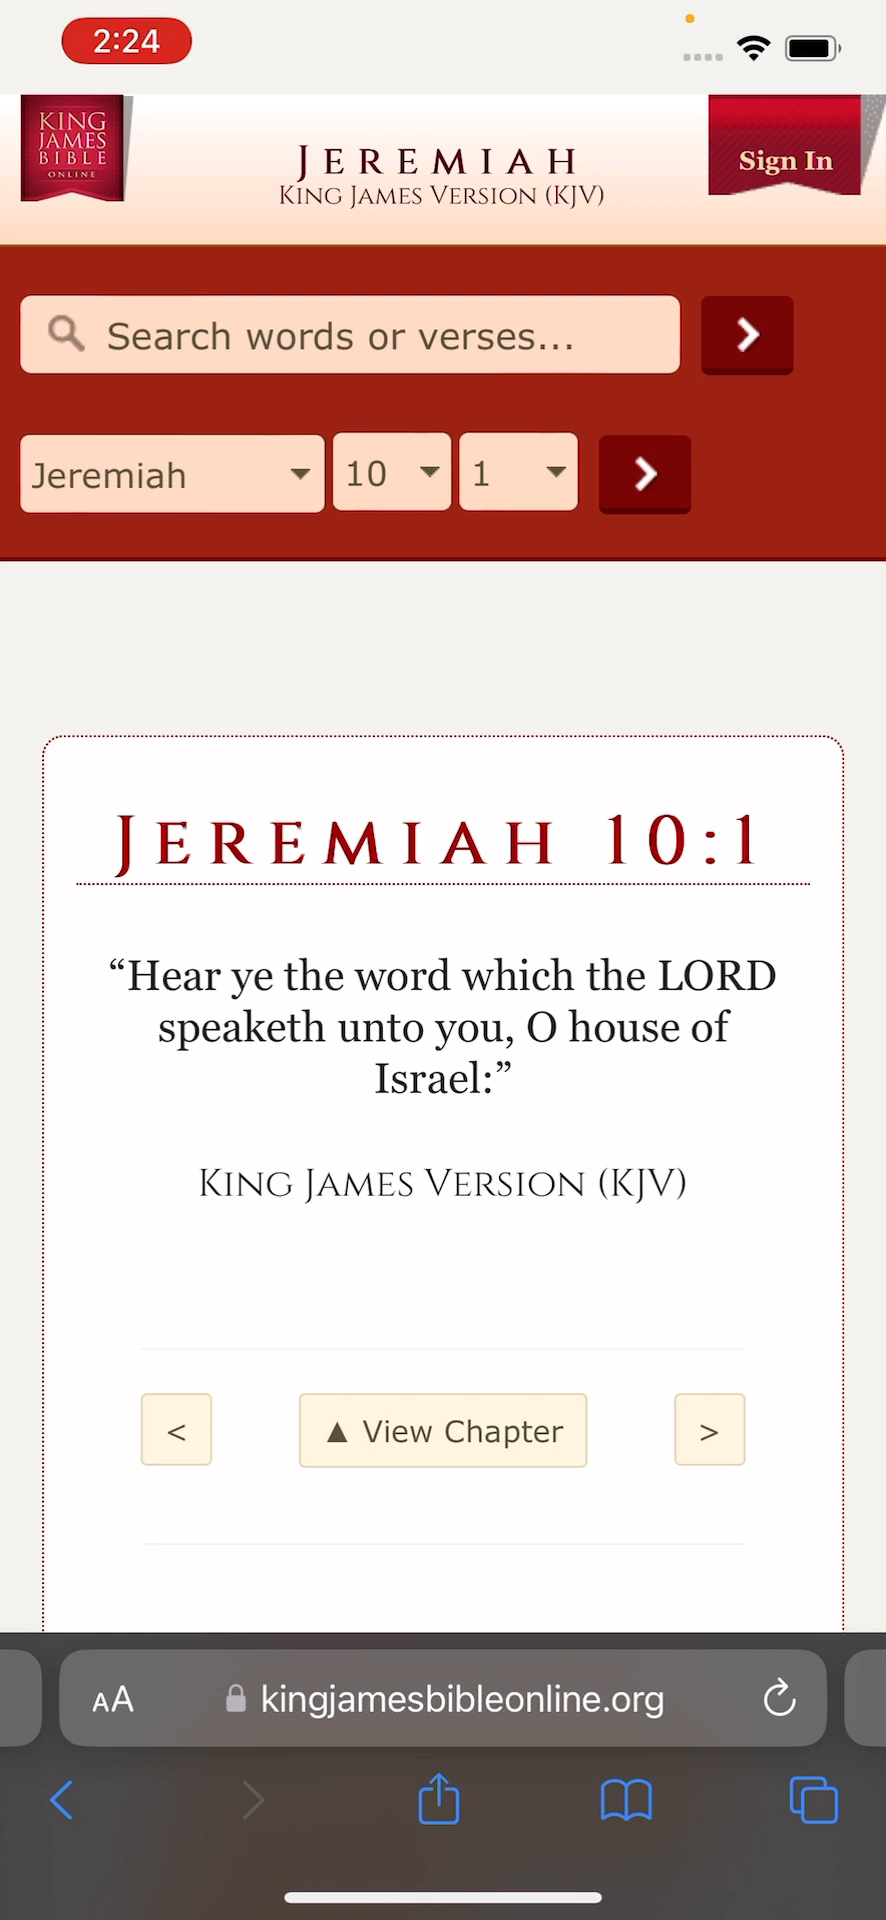 2:24
KING
JAMES
BIBLE
ONLINE
JEREMIAH
KING JAMES VERSION (KJV)
Sign In
Search words or verses...
Jeremiah 10 1
JEREMIAH 10:1
“Hear ye the word which the LORD
speaketh unto you, O house of
Israel:”
KING JAMES VERSION (KJV)
< ▲ View Chapter >
AA kingjamesbibleonline.org